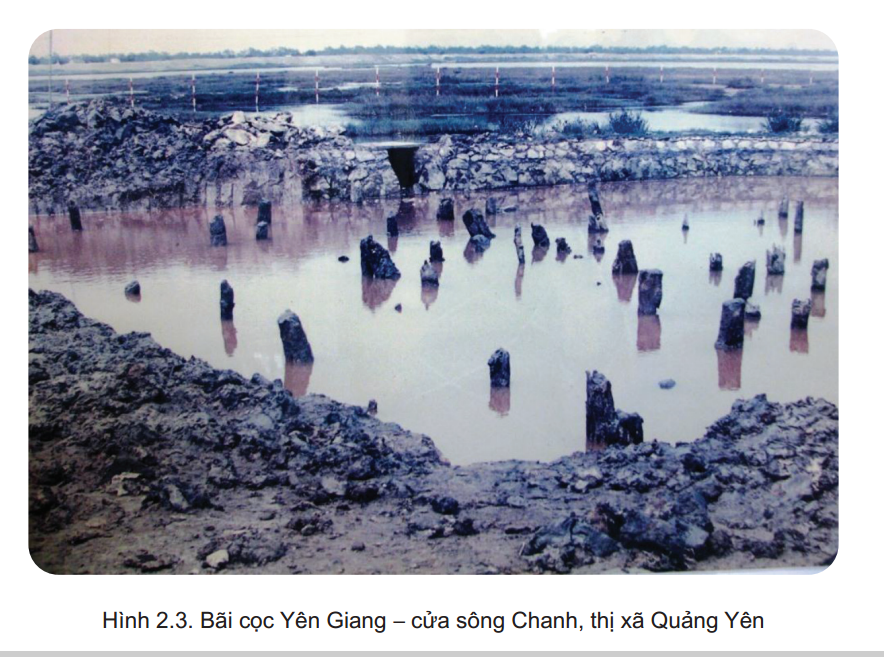 Hình 2.3. Bãi cọc Yên Giang – cửa sông Chanh, thị xã Quảng Yên